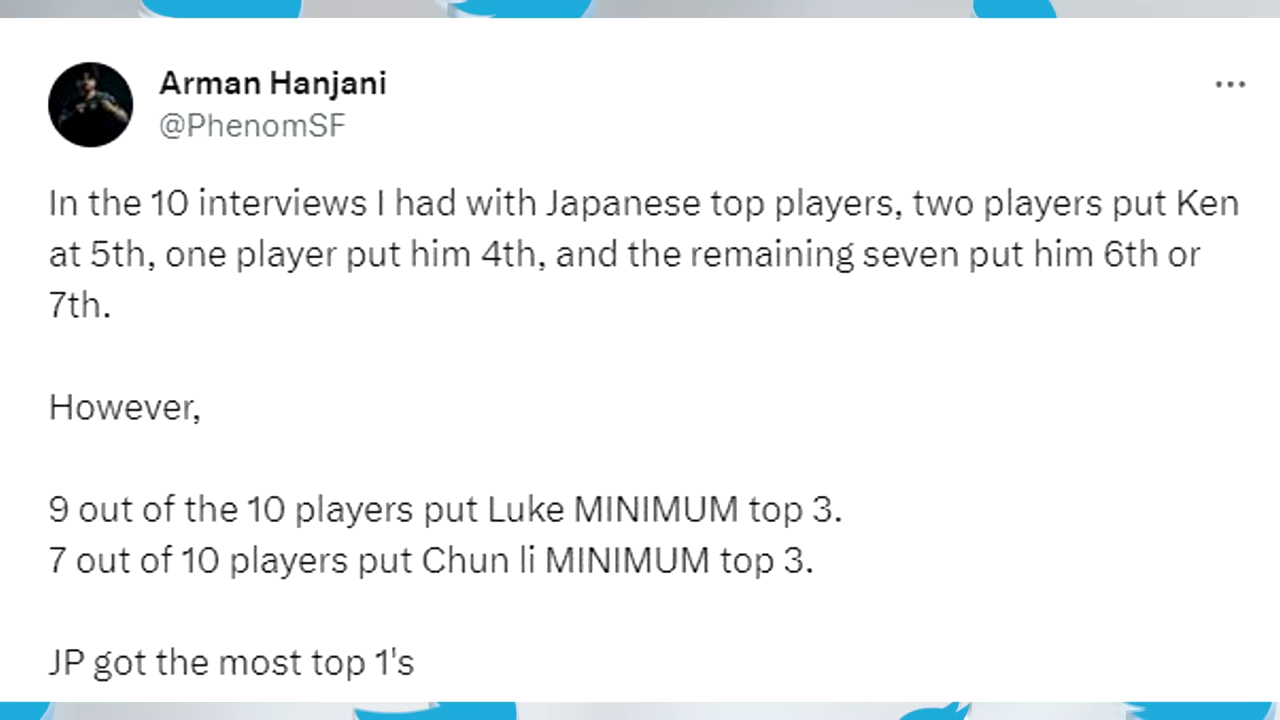 Arman Hanjani
@PhenomSF
In the 10 interviews I had with Japanese top players, two players put Ken
at 5th, one player put him 4th, and the remaining seven put him 6th or
7th.
However,
9 out of the 10 players put Luke MINIMUM top 3.
7 out of 10 players put Chun li MINIMUM top 3.
JP got the most top 1's